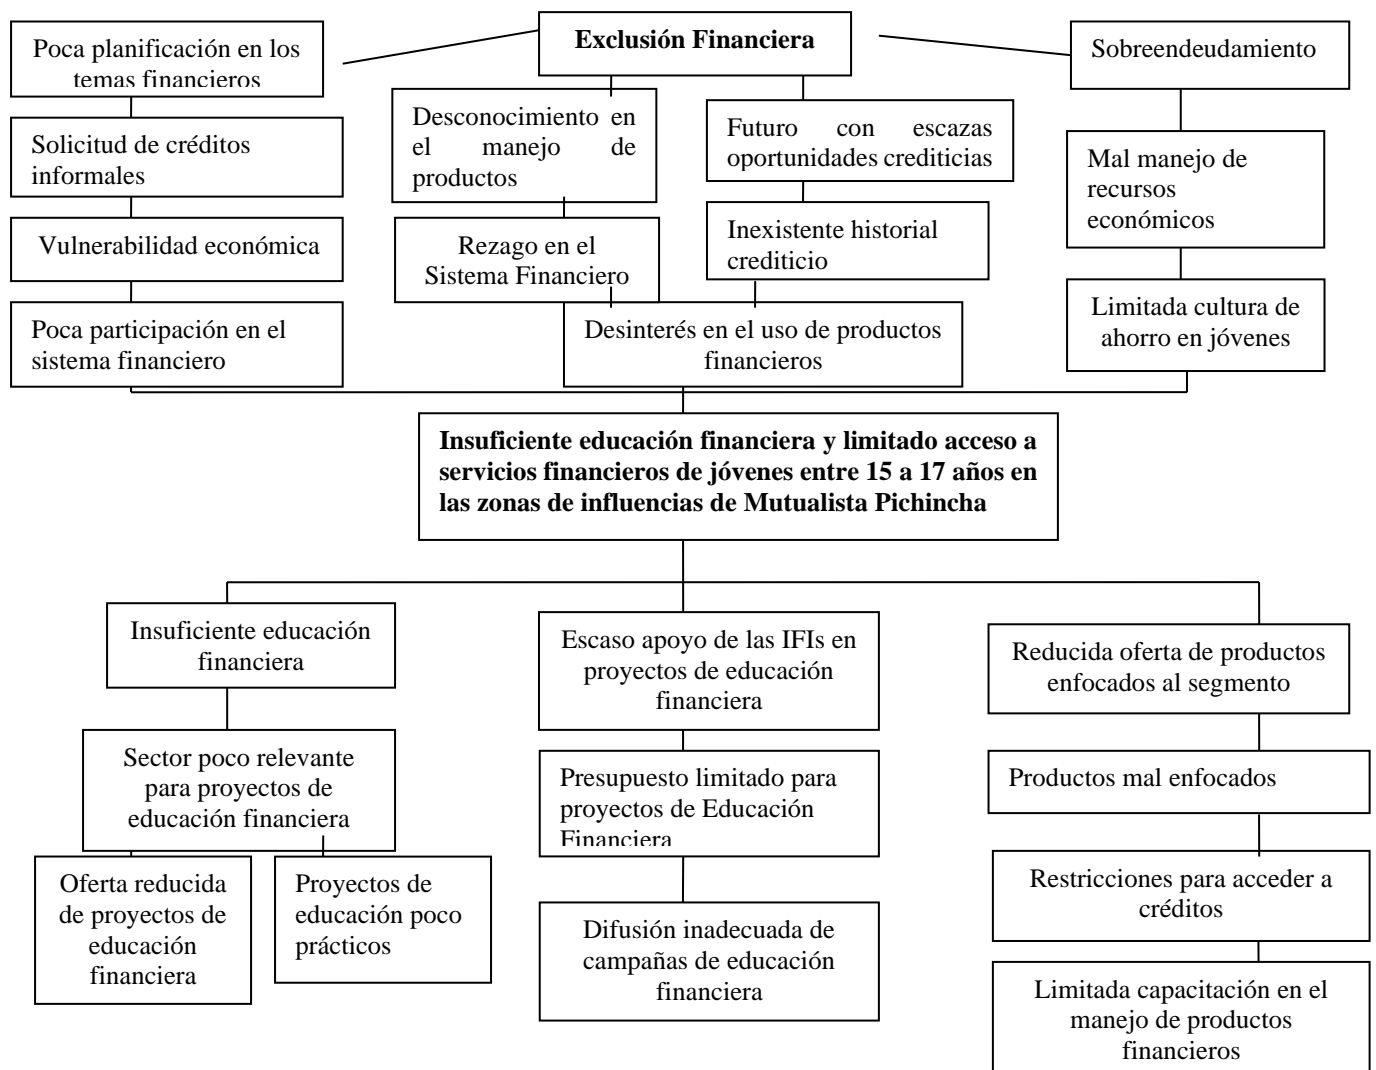 Poca planificación en los
temas financieros
Exclusión Financiera
Sobreendeudamiento
Desconocimiento en
el manejo de
productos
Futuro con escazas
oportunidades crediticias
Solicitud de créditos
informales
Mal manejo de
recursos
económicos
Vulnerabilidad económica
Rezago en el
Sistema Financiero
Inexistente historial
crediticio
Poca participación en el
sistema financiero
Desinterés en el uso de productos
financieros
Limitada cultura de
ahorro en jóvenes
Insuficiente educación financiera y limitado acceso a
servicios financieros de jóvenes entre 15 a 17 años en
las zonas de influencias de Mutualista Pichincha
Insuficiente educación
financiera
Escaso apoyo de las IFIs en
proyectos de educación
financiera
Reducida oferta de productos
enfocados al segmento
Sector poco relevante
para proyectos de
educación financiera
Presupuesto limitado para
proyectos de Educación
Financiera
Productos mal enfocados
Oferta reducida
de proyectos de
educación
financiera
Proyectos de
educación poco
prácticos
Difusión inadecuada de
campañas de educación
financiera
Restricciones para acceder a
créditos
Limitada capacitación en el
manejo de productos
financieros